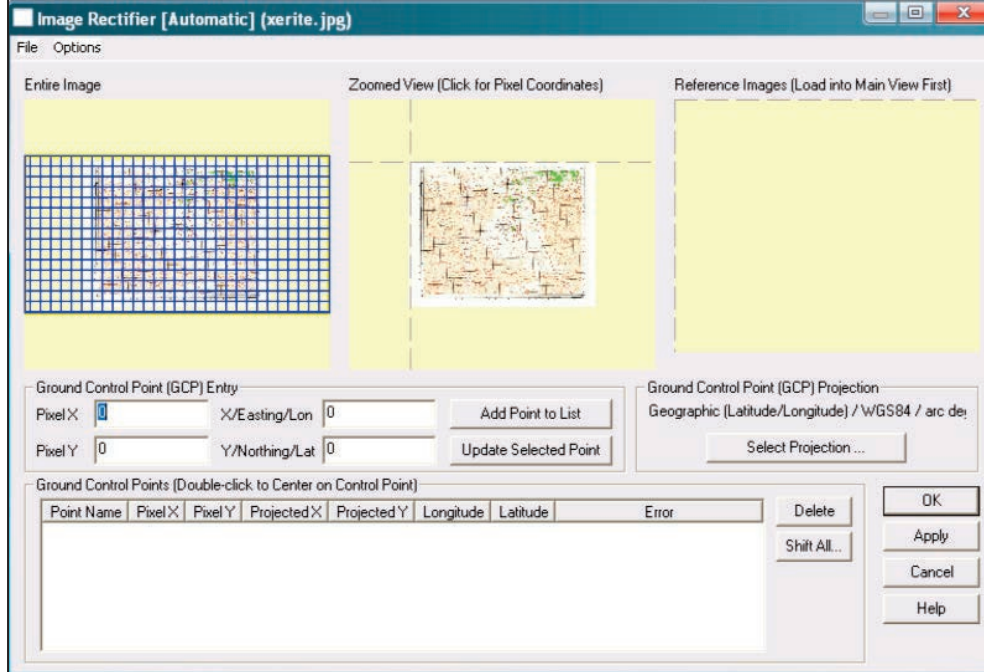 Image Rectifier [Automatic] (xerite.jpg)
File Options
Entire Image
Zoomed View (Click for Pixel Coordinates)
Reference Images (Load into Main View First)
Ground Control Point (GCP) Entry
Pixel X 0 X/Easting/Lon 0 Add Point to List
Pixel Y 0 Y/Northing/Lat 0 Update Selected Point
Ground Control Point (GCP) Projection
Geographic (Latitude/Longitude) / WGS84 / arc de
Select Projection ...
Ground Control Points (Double-click to Center on Control Point)
Point Name Pixel X Pixel Y Projected X Projected Y Longitude Latitude Error
Delete
Shift All...
OK
Apply
Cancel
Help